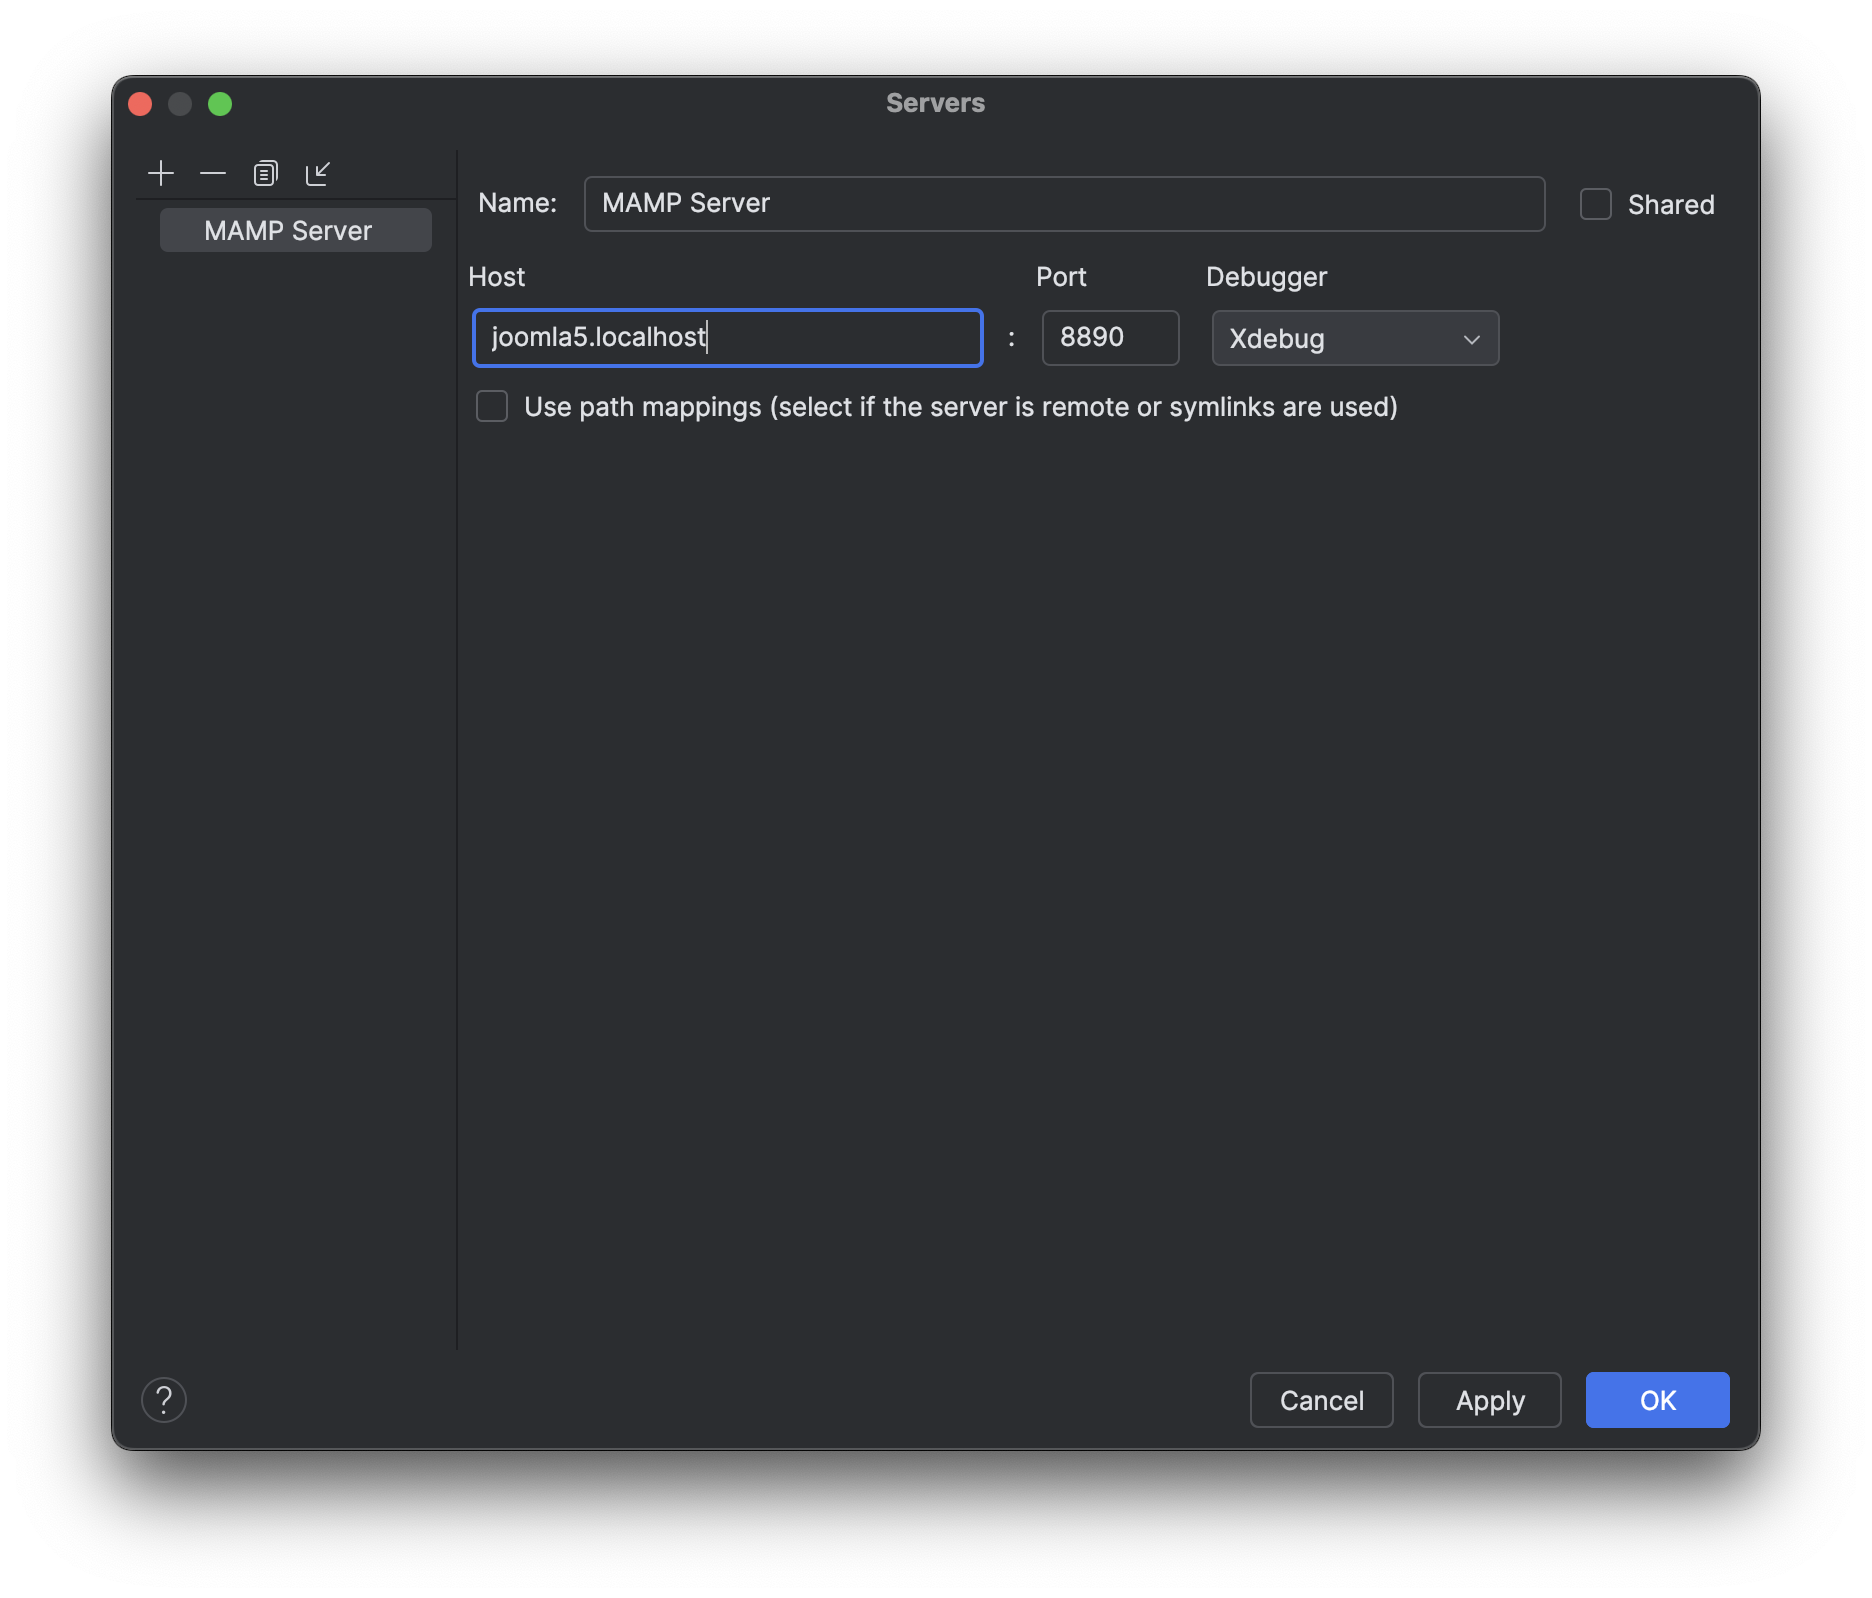 Servers
MAMP Server
Name: MAMP Server Shared
Host Port Debugger
joomla5.localhost : 8890 Xdebug
Use path mappings (select if the server is remote or symlinks are used)
? Cancel Apply OK